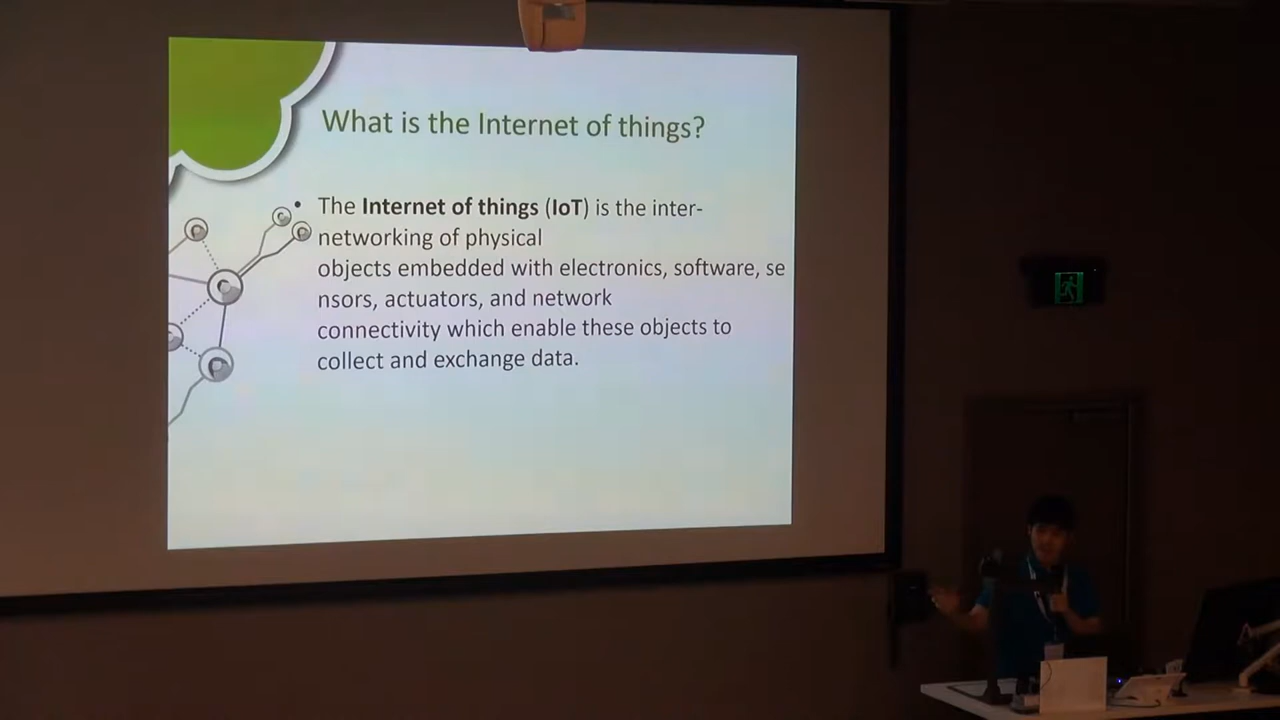 What is the Internet of things?
• The Internet of things (IoT) is the inter-
networking of physical
objects embedded with electronics, software, se
nsors, actuators, and network
connectivity which enable these objects to
collect and exchange data.